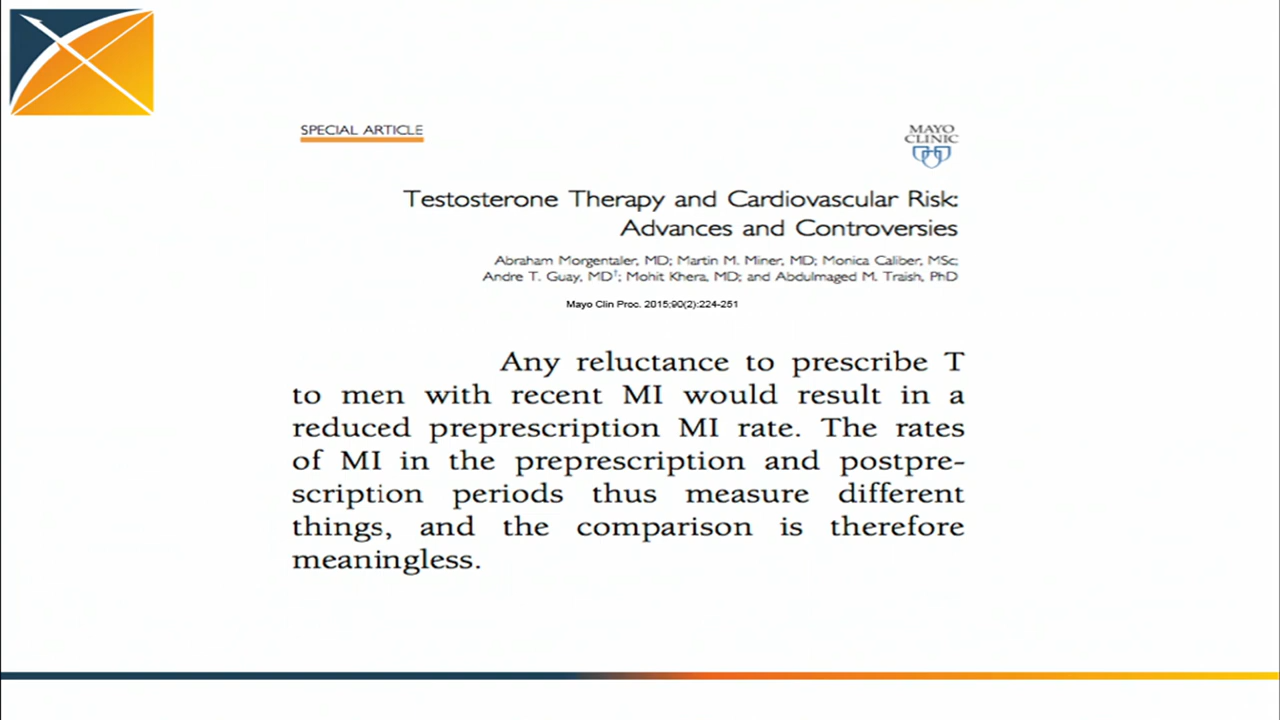 SPECIAL ARTICLE
MAYO
CLINIC
Testosterone Therapy and Cardiovascular Risk:
Advances and Controversies
Abraham Morgentaler, MD; Martin M. Miner, MD; Monica Caliber, MSc;
Andre T. Guay, MD†; Mohit Khera, MD; and Abdulmaged M. Traish, PhD
Mayo Clin Proc. 2015;90(2):224-251
Any reluctance to prescribe T
to men with recent MI would result in a
reduced preprescription MI rate. The rates
of MI in the preprescription and postpre-
scription periods thus measure different
things, and the comparison is therefore
meaningless.